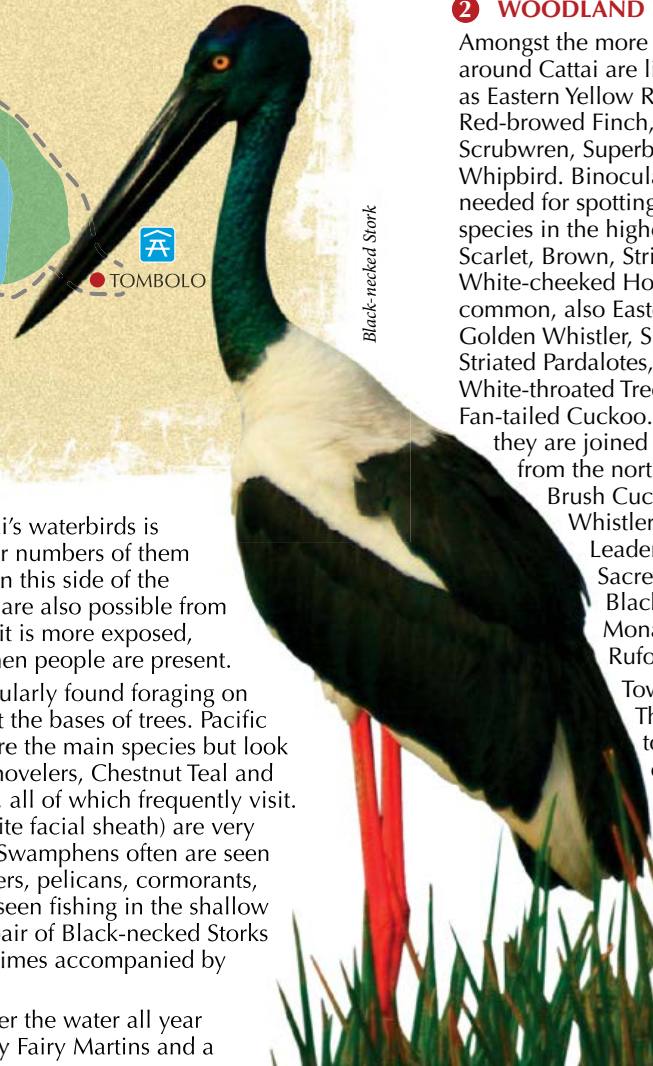 TOMBOLO
Black-necked Stork
i's waterbirds is
r numbers of them
n this side of the
are also possible from
it is more exposed,
hen people are present.
ularly found foraging on
t the bases of trees. Pacific
re the main species but look
hovelers, Chestnut Teal and
, all of which frequently visit.
ite facial sheath) are very
Swamphens often are seen
ers, pelicans, cormorants,
seen fishing in the shallow
air of Black-necked Storks
imes accompanied by
er the water all year
y Fairy Martins and a
2 WOODLAND
Amongst the more
around Cattai are li
as Eastern Yellow R
Red-browed Finch,
Scrubwren, Superb
Whipbird. Binocula
needed for spotting
species in the highe
Scarlet, Brown, Stri
White-cheeked Ho
common, also Easte
Golden Whistler, S
Striated Pardalotes,
White-throated Tree
Fan-tailed Cuckoo.
they are joined
from the nort
Brush Cuc
Whistler
Leaden
Sacre
Black
Mona
Rufo
Tow
Th
to